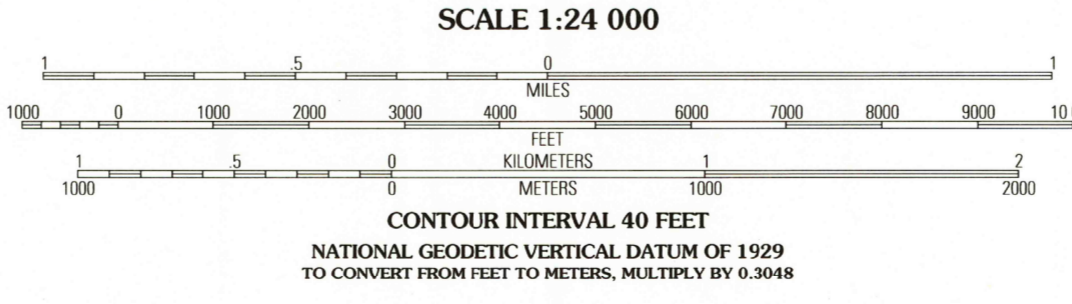 SCALE 1:24 000
1 .5 0 1
MILES
1000 0 1000 2000 3000 4000 5000 6000 7000 8000 9000
FEET
1 .5 0 KILOMETERS 1 2
1000 0 METERS 1000 2000
CONTOUR INTERVAL 40 FEET
NATIONAL GEODETIC VERTICAL DATUM OF 1929
TO CONVERT FROM FEET TO METERS, MULTIPLY BY 0.3048